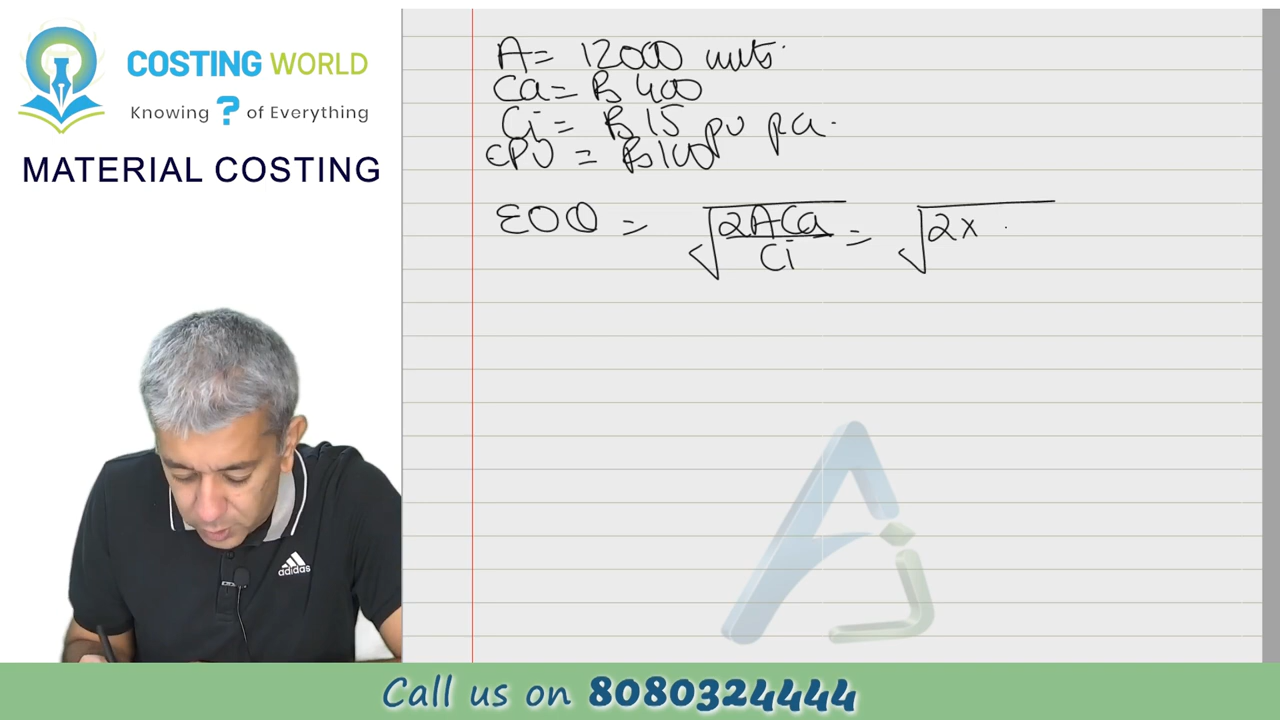 COSTING WORLD
Knowing ? of Everything
MATERIAL COSTING
A = 12000 units
Ca = Rs 400
Ci = Rs 15 pu pa.
CPU = Rs 100
EOQ = √2ACa/Ci = √2x
adidas
Call us on 8080324444